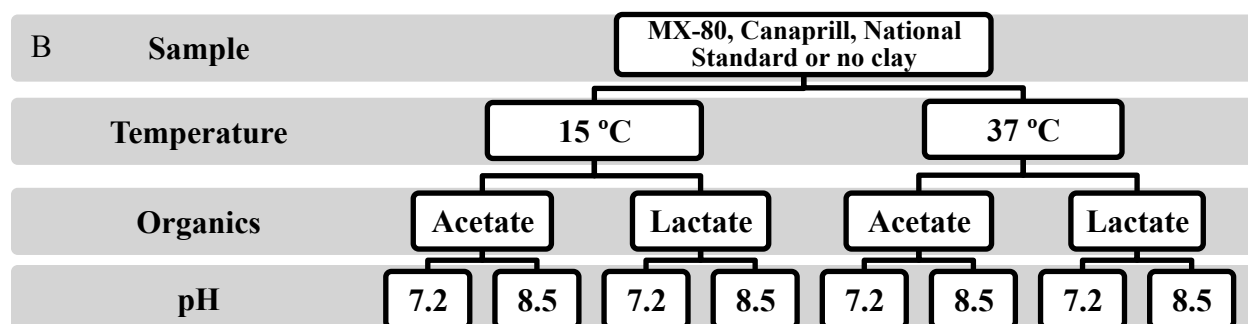 B
Sample
MX-80, Canaprill, National
Standard or no clay
Temperature
15 ºC
37 ºC
Organics
Acetate
Lactate
Acetate
Lactate
pH
7.2
8.5
7.2
8.5
7.2
8.5
7.2
8.5